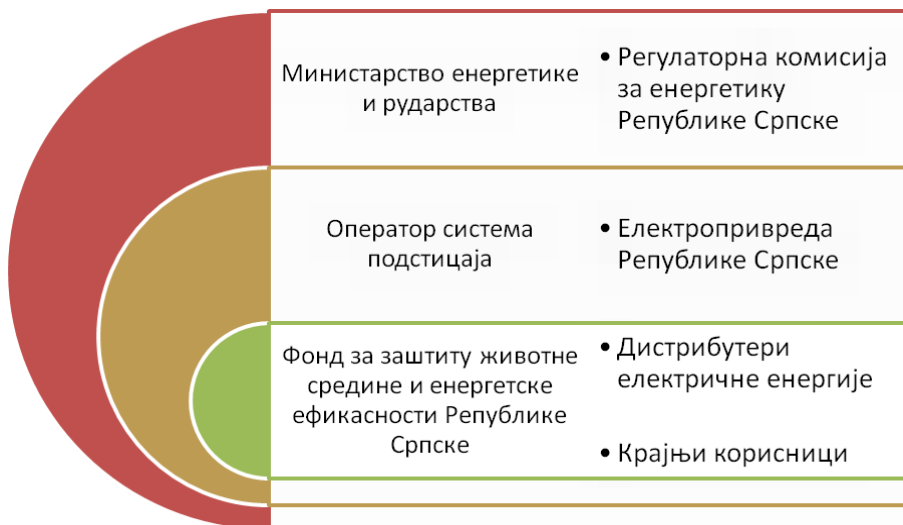 Министарство енергетике
и рударства
• Регулаторна комисија
за енергетику
Републике Српске
Оператор система
подстицаја
• Електропривреда
Републике Српске
Фонд за заштиту животне
средине и енергетске
ефикасности Републике
Српске
• Дистрибутери
електричне енергије
• Крајњи корисници